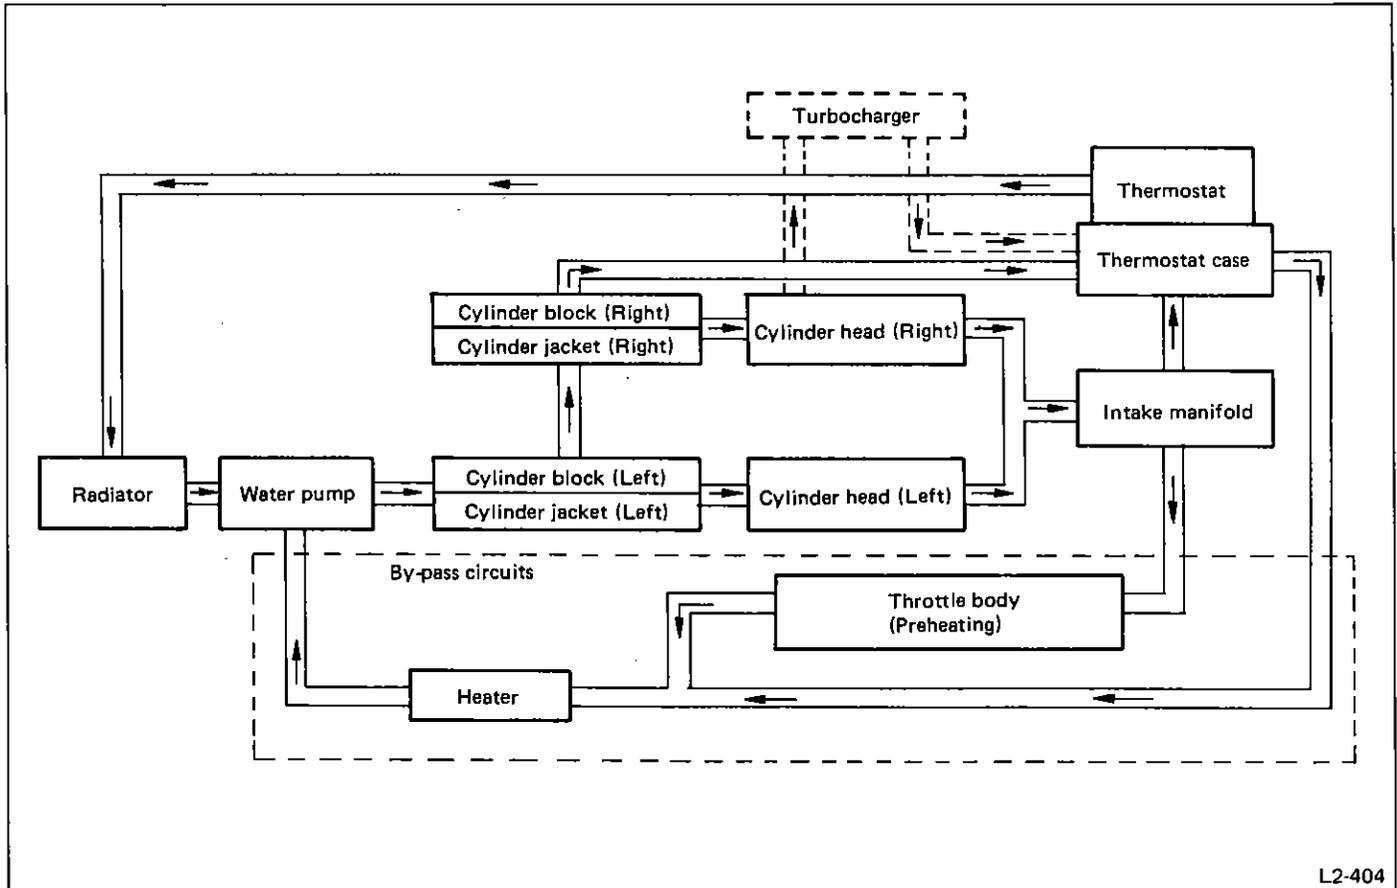 Turbocharger
Thermostat
Thermostat case
Cylinder block (Right)
Cylinder jacket (Right)
Cylinder head (Right)
Intake manifold
Radiator
Water pump
Cylinder block (Left)
Cylinder jacket (Left)
Cylinder head (Left)
By-pass circuits
Throttle body
(Preheating)
Heater
L2-404